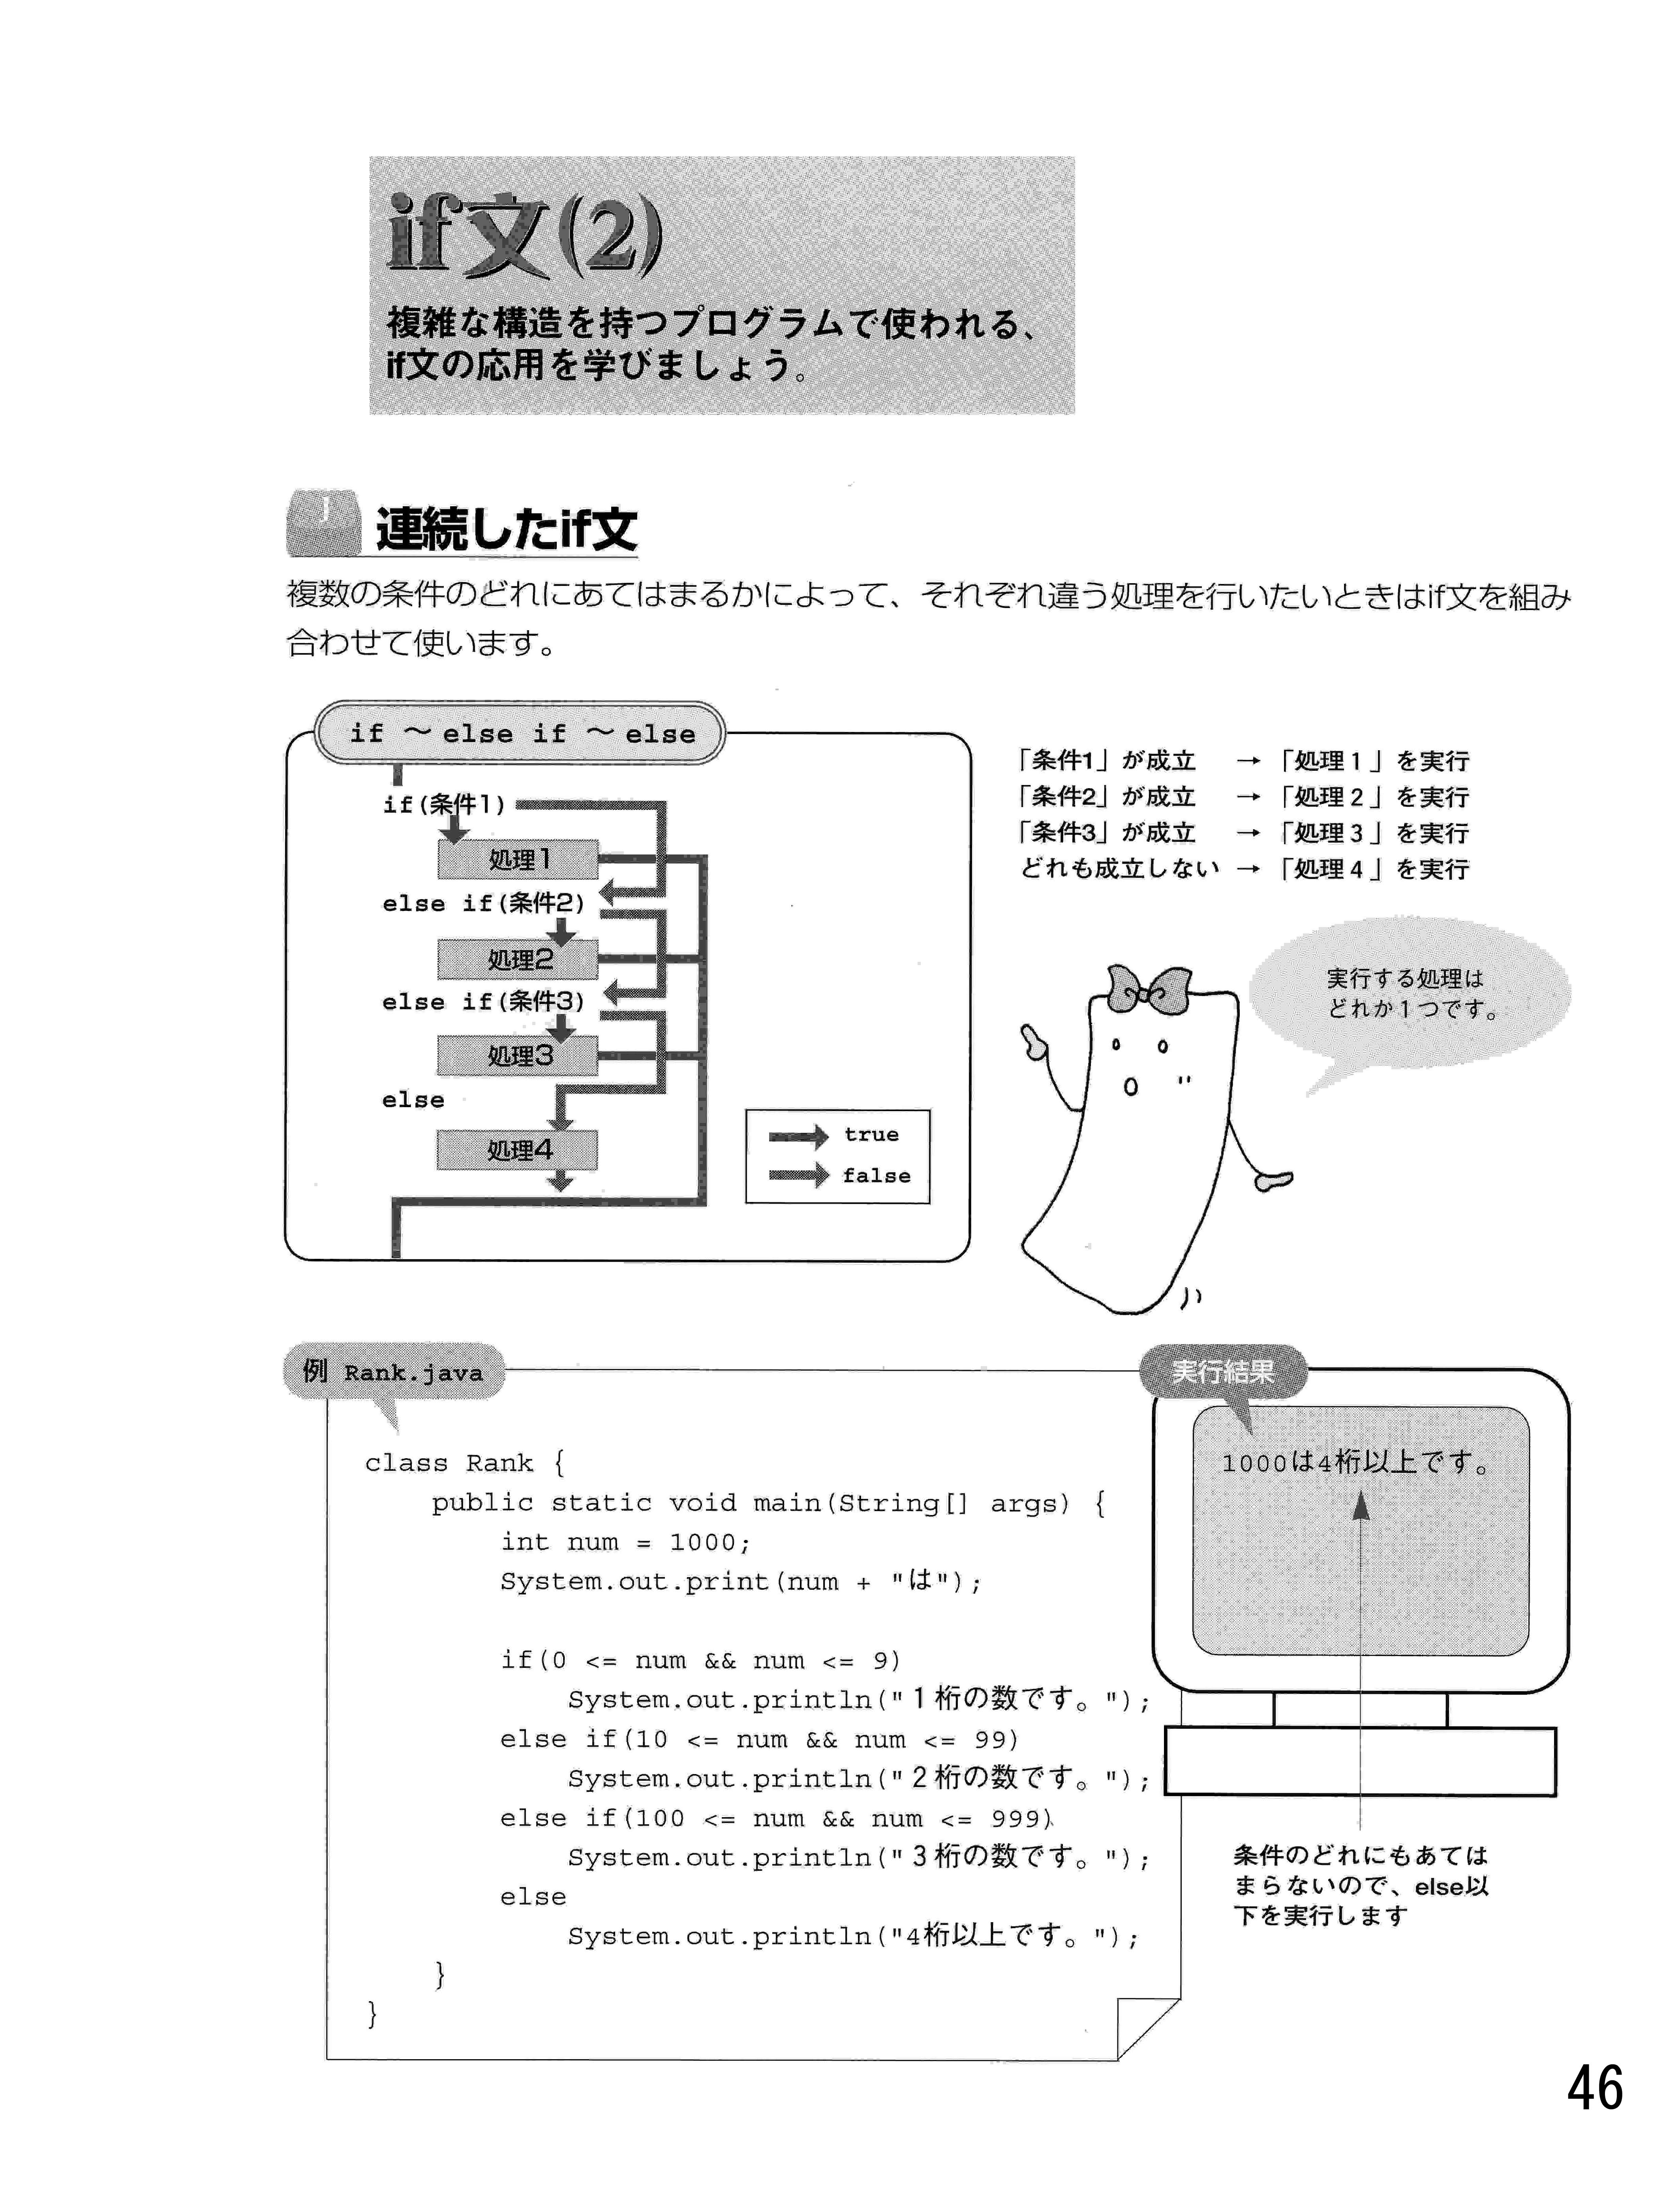 if文(2)
複雑な構造を持つプログラムで使われる、
if文の応用を学びましょう。
J
連続したif文
複数の条件のどれにあてはまるかによって、それぞれ違う処理を行いたいときはif文を組み
合わせて使います。
if ～ else if ～ else
if(条件1)
処理1
else if(条件2)
処理2
else if(条件3)
処理3
else
処理4
true
false
「条件1」が成立 → 「処理１」を実行
「条件2」が成立 → 「処理２」を実行
「条件3」が成立 → 「処理３」を実行
どれも成立しない → 「処理４」を実行
実行する処理は
どれか１つです。
例 Rank.java
class Rank {
    public static void main(String[] args) {
        int num = 1000;
        System.out.print(num + "は");
        if(0 <= num && num <= 9)
            System.out.println("１桁の数です。");
        else if(10 <= num && num <= 99)
            System.out.println("２桁の数です。");
        else if(100 <= num && num <= 999)
            System.out.println("３桁の数です。");
        else
            System.out.println("4桁以上です。");
    }
}
実行結果
1000は4桁以上です。
条件のどれにもあては
まらないので、else以
下を実行します
46